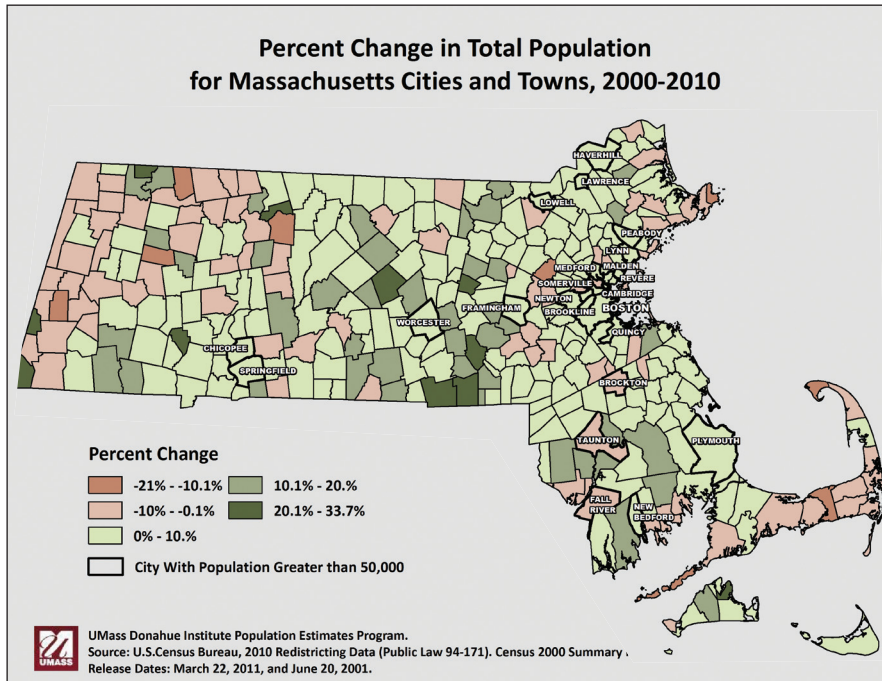 Percent Change in Total Population
for Massachusetts Cities and Towns, 2000-2010
HAVERHILL
LAWRENCE
LOWELL
PEABODY
LYNN
MEDFORD MALDEN
SOMERVILLE REVERE
NEWTON CAMBRIDGE
FRAMINGHAM BROOKLINE BOSTON
WORCESTER
QUINCY
CHICOPEE
SPRINGFIELD
BROCKTON
TAUNTON PLYMOUTH
FALL
RIVER
NEW
BEDFORD
Percent Change
-21% - -10.1% 10.1% - 20.%
-10% - -0.1% 20.1% - 33.7%
0% - 10.%
City With Population Greater than 50,000
UMASS
UMass Donahue Institute Population Estimates Program.
Source: U.S.Census Bureau, 2010 Redistricting Data (Public Law 94-171). Census 2000 Summary
Release Dates: March 22, 2011, and June 20, 2001.